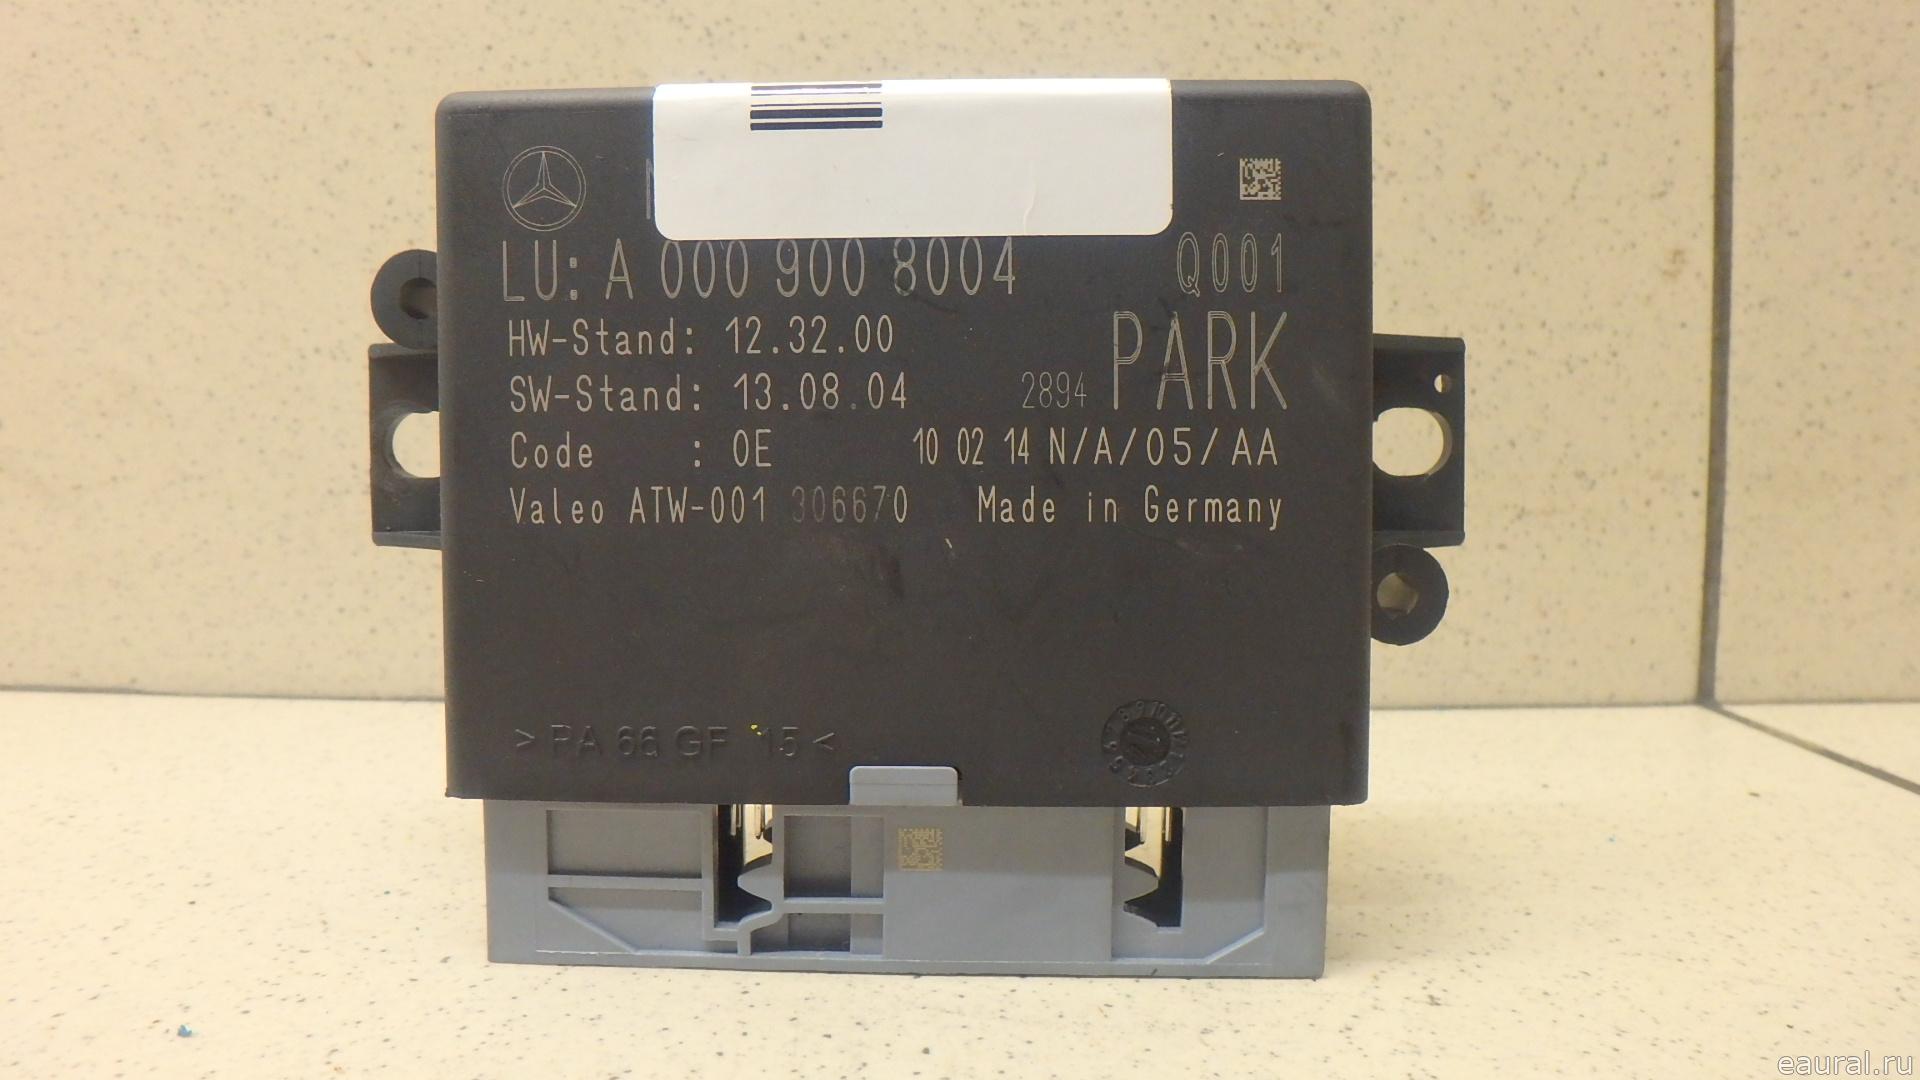 LU: A 000 900 8004 Q001
HW-Stand: 12.32.00
SW-Stand: 13.08.04 2894 PARK
Code : 0E 10 02 14 N/A/05/AA
Valeo ATW-001 306670 Made in Germany
> PA 66 GF 15 <
eaural.ru